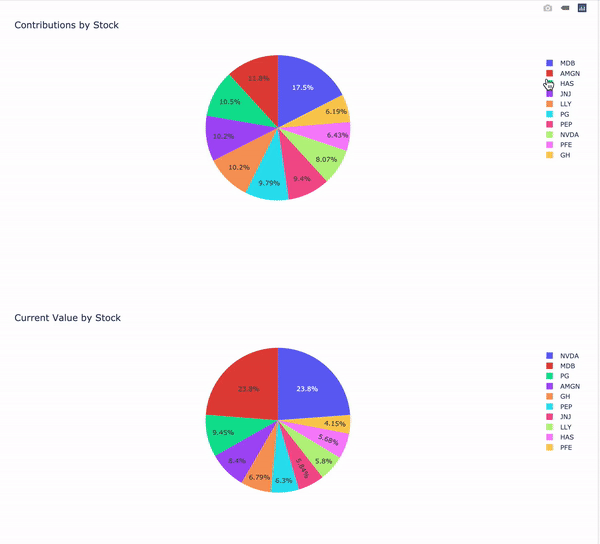 Contributions by Stock
MDB
AMGN
HAS
JNJ
LLY
PG
PEP
NVDA
PFE
GH
11.8%
17.5%
10.5%
6.19%
10.2%
6.43%
10.2%
8.07%
9.79%
9.4%
Current Value by Stock
NVDA
MDB
PG
AMGN
GH
PEP
JNJ
LLY
HAS
PFE
23.8%
23.8%
9.45%
4.15%
8.4%
5.68%
6.79%
6.3%
5.84%
5.8%